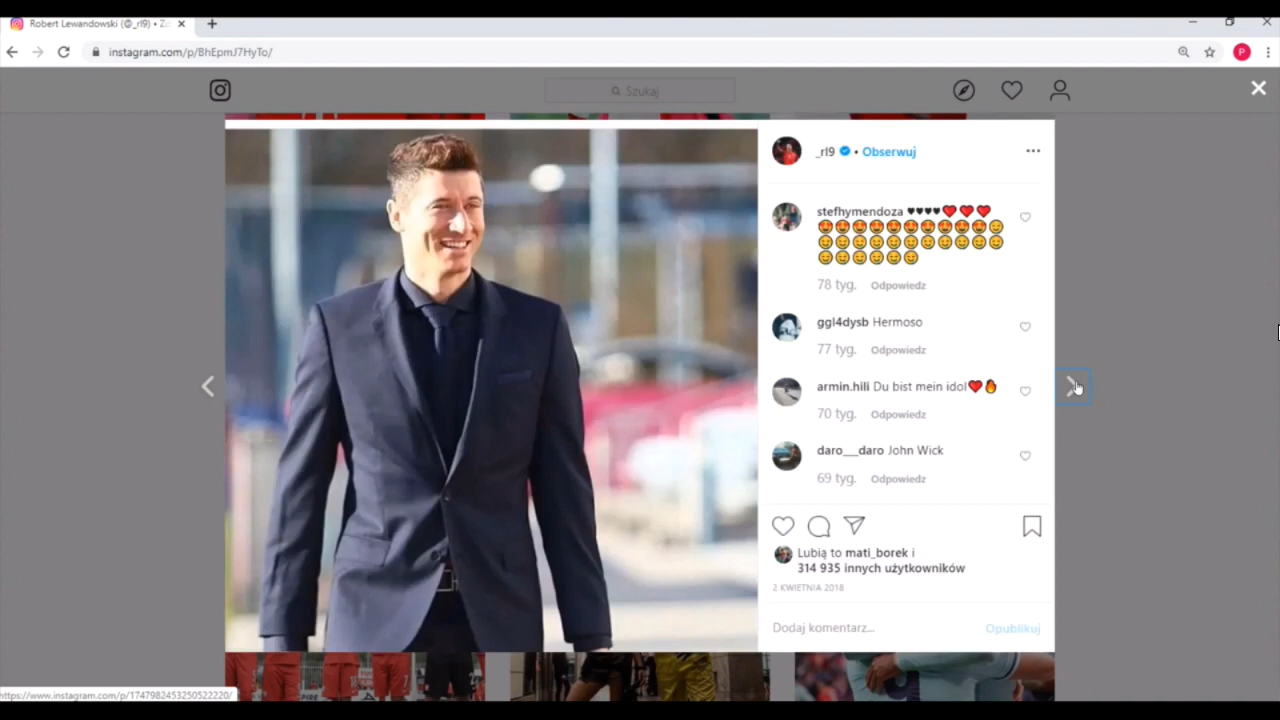 Robert Lewandowski (@_rl9) • Z
instagram.com/p/BhEpmJ7HyTo/
P
Szukaj
_rl9 • Obserwuj
stefhymendoza ♥♥♥♥❤️❤️❤️
😍😍😍😍😍😍😍😍😍😍😊
😊😊😊😊😊😊😊😊😊😊😊
😊😊😊😊😊😊
78 tyg. Odpowiedz
ggl4dysb Hermoso
77 tyg. Odpowiedz
armin.hili Du bist mein idol❤️🔥
70 tyg. Odpowiedz
daro__daro John Wick
69 tyg. Odpowiedz
Lubią to mati_borek i
314 935 innych użytkowników
2 KWIETNIA 2018
Dodaj komentarz...
Opublikuj
https://www.instagram.com/p/1747982453250522220/